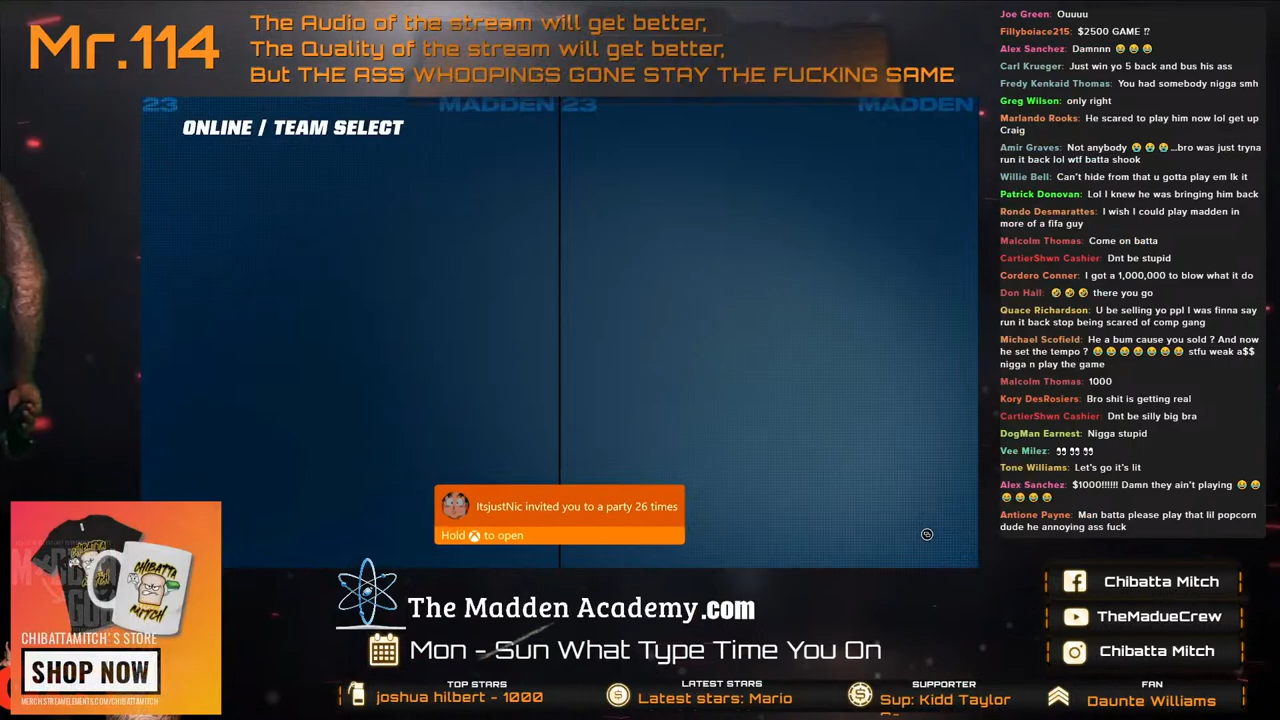 Mr.114
The Audio of the stream will get better,
The Quality of the stream will get better,
But THE ASS WHOOPINGS GONE STAY THE FUCKING SAME
23 MADDEN 23 MADDEN
ONLINE / TEAM SELECT
Joe Green: Ouuuu
Fillyboiace215: $2500 GAME ⁉
Alex Sanchez: Damnnn 😂 😂 😂
Carl Krueger: Just win yo 5 back and bus his ass
Fredy Kenkaid Thomas: You had somebody nigga smh
Greg Wilson: only right
Marlando Rooks: He scared to play him now lol get up
Craig
Amir Graves: Not anybody 😭 😭 😭 ...bro was just tryna
run it back lol wtf batta shook
Willie Bell: Can't hide from that u gotta play em lk it
Patrick Donovan: Lol I knew he was bringing him back
Rondo Desmarattes: I wish I could play madden in
more of a fifa guy
Malcolm Thomas: Come on batta
CartierShwn Cashier: Dnt be stupid
Cordero Conner: I got a 1,000,000 to blow what it do
Don Hall: 🤣 🤣 🤣 there you go
Quace Richardson: U be selling yo ppl I was finna say
run it back stop being scared of comp gang
Michael Scofield: He a bum cause you sold ? And now
he set the tempo ? 😂 😂 😂 😂 😂 😂 😂 stfu weak a$$
nigga n play the game
Malcolm Thomas: 1000
Kory DesRosiers: Bro shit is getting real
CartierShwn Cashier: Dnt be silly big bra
DogMan Earnest: Nigga stupid
Vee Milez: 👀 👀 👀
Tone Williams: Let's go it's lit
Alex Sanchez: $1000!!!!!! Damn they ain't playing 😂 😂
😂 😂 😂 😂
Antione Payne: Man batta please play that lil popcorn
dude he annoying ass fuck
ItsjustNic invited you to a party 26 times
Hold to open
CHIBATTA
MITCH
CHIBATTAMITCH'S STORE
SHOP NOW
MERCH.STREAMELEMENTS.COM/CHIBATTAMITCH
The Madden Academy.com
Mon - Sun What Type Time You On
Chibatta Mitch
TheMadueCrew
Chibatta Mitch
TOP STARS
joshua hilbert - 1000
LATEST STARS
Latest stars: Mario
SUPPORTER
Sup: Kidd Taylor
FAN
Daunte Williams